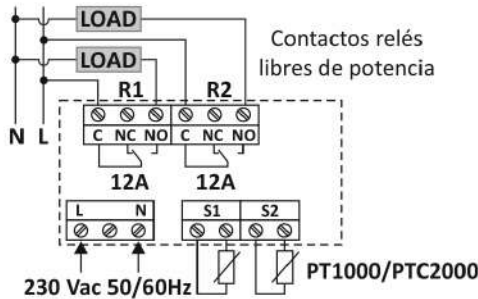 LOAD
Contactos relés
libres de potencia
LOAD
R1 R2
N L
C NC NO C NC NO
12A 12A
L N S1 S2
230 Vac 50/60Hz PT1000/PTC2000